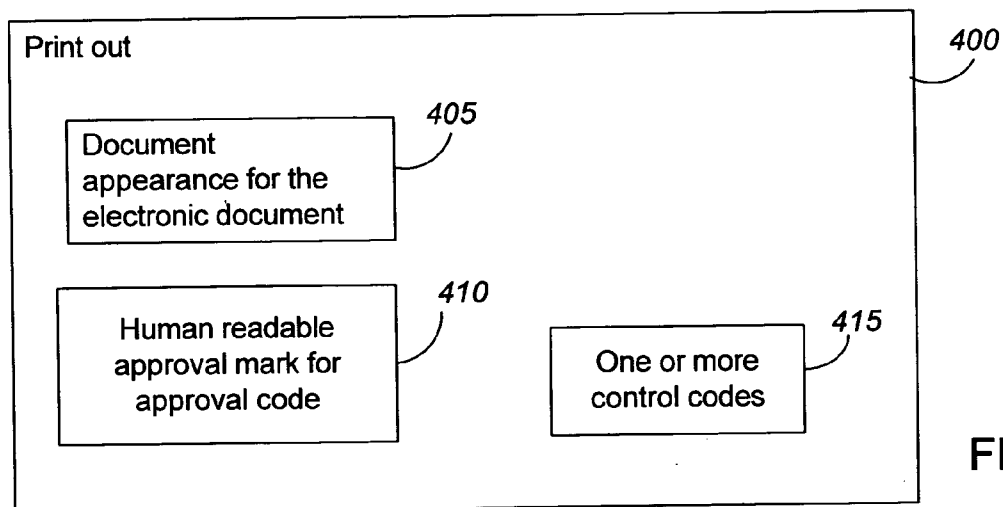 Print out
400
405
Document
appearance for the
electronic document
410
Human readable
approval mark for
approval code
415
One or more
control codes